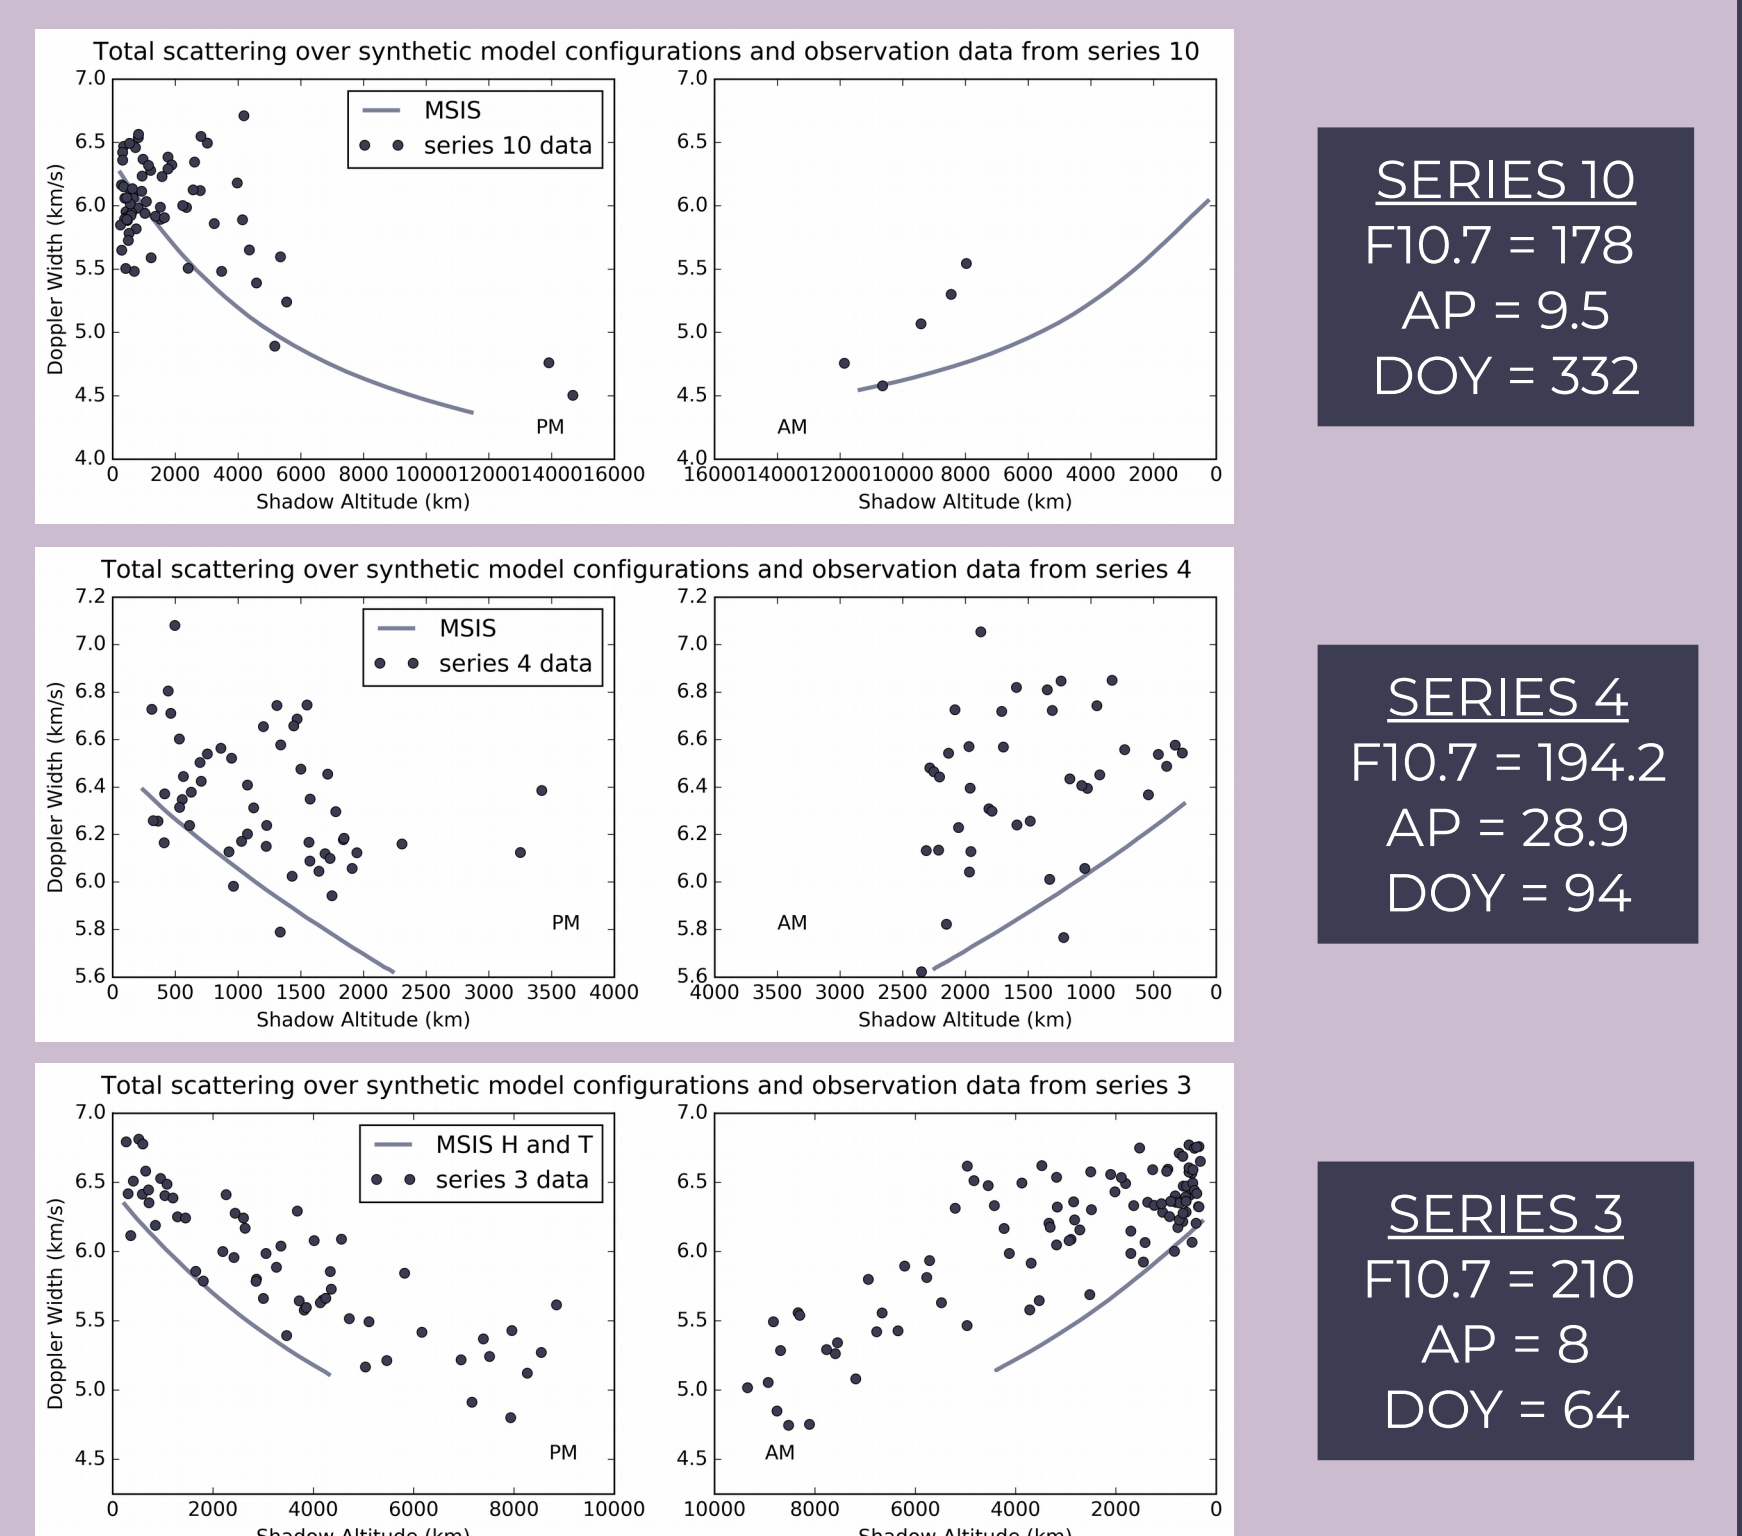 Total scattering over synthetic model configurations and observation data from series 10
7.0
6.5
6.0
5.5
5.0
4.5
4.0
Doppler Width (km/s)
MSIS
series 10 data
PM
0 2000 4000 6000 8000 10000 12000 14000 16000
Shadow Altitude (km)
7.0
6.5
6.0
5.5
5.0
4.5
4.0
AM
16000 14000 12000 10000 8000 6000 4000 2000 0
Shadow Altitude (km)
SERIES 10
F10.7 = 178
AP = 9.5
DOY = 332
Total scattering over synthetic model configurations and observation data from series 4
7.2
7.0
6.8
6.6
6.4
6.2
6.0
5.8
5.6
Doppler Width (km/s)
MSIS
series 4 data
PM
0 500 1000 1500 2000 2500 3000 3500 4000
Shadow Altitude (km)
7.2
7.0
6.8
6.6
6.4
6.2
6.0
5.8
5.6
AM
4000 3500 3000 2500 2000 1500 1000 500 0
Shadow Altitude (km)
SERIES 4
F10.7 = 194.2
AP = 28.9
DOY = 94
Total scattering over synthetic model configurations and observation data from series 3
7.0
6.5
6.0
5.5
5.0
4.5
Doppler Width (km/s)
MSIS H and T
series 3 data
PM
0 2000 4000 6000 8000 10000
Shadow Altitude (km)
7.0
6.5
6.0
5.5
5.0
4.5
AM
10000 8000 6000 4000 2000 0
Shadow Altitude (km)
SERIES 3
F10.7 = 210
AP = 8
DOY = 64